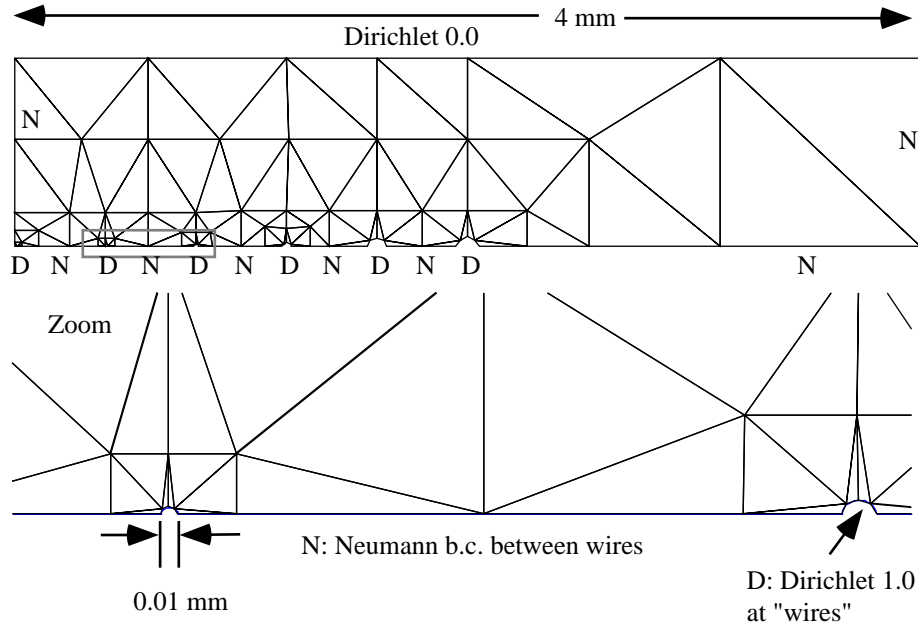 4 mm
Dirichlet 0.0
N
N
D N D N D N D N D N D N
Zoom
N: Neumann b.c. between wires
0.01 mm
D: Dirichlet 1.0
at "wires"